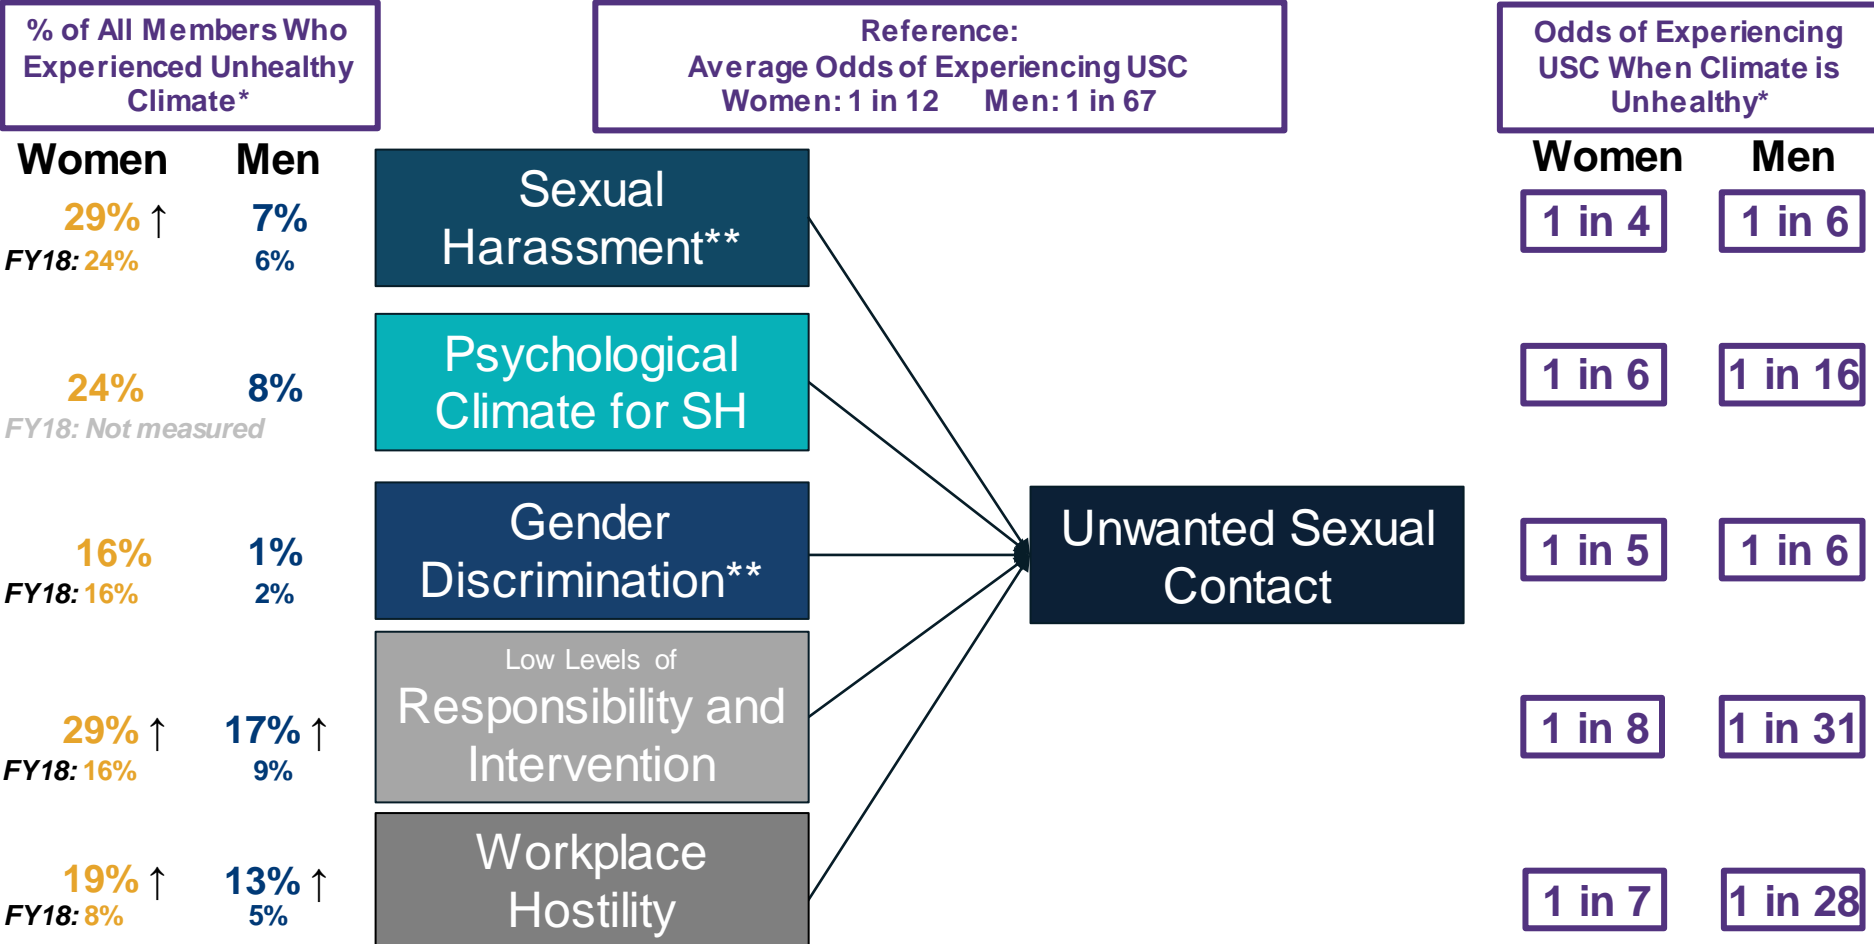 % of All Members Who
Experienced Unhealthy
Climate*
Reference:
Average Odds of Experiencing USC
Women: 1 in 12 Men: 1 in 67
Odds of Experiencing
USC When Climate is
Unhealthy*
Women Men
Women Men
29% ↑ 7%
FY18: 24% 6%
Sexual
Harassment**
1 in 4 1 in 6
24% 8%
FY18: Not measured
Psychological
Climate for SH
1 in 6 1 in 16
16% 1%
FY18: 16% 2%
Gender
Discrimination**
Unwanted Sexual
Contact
1 in 5 1 in 6
29% ↑ 17% ↑
FY18: 16% 9%
Low Levels of
Responsibility and
Intervention
1 in 8 1 in 31
19% ↑ 13% ↑
FY18: 8% 5%
Workplace
Hostility
1 in 7 1 in 28